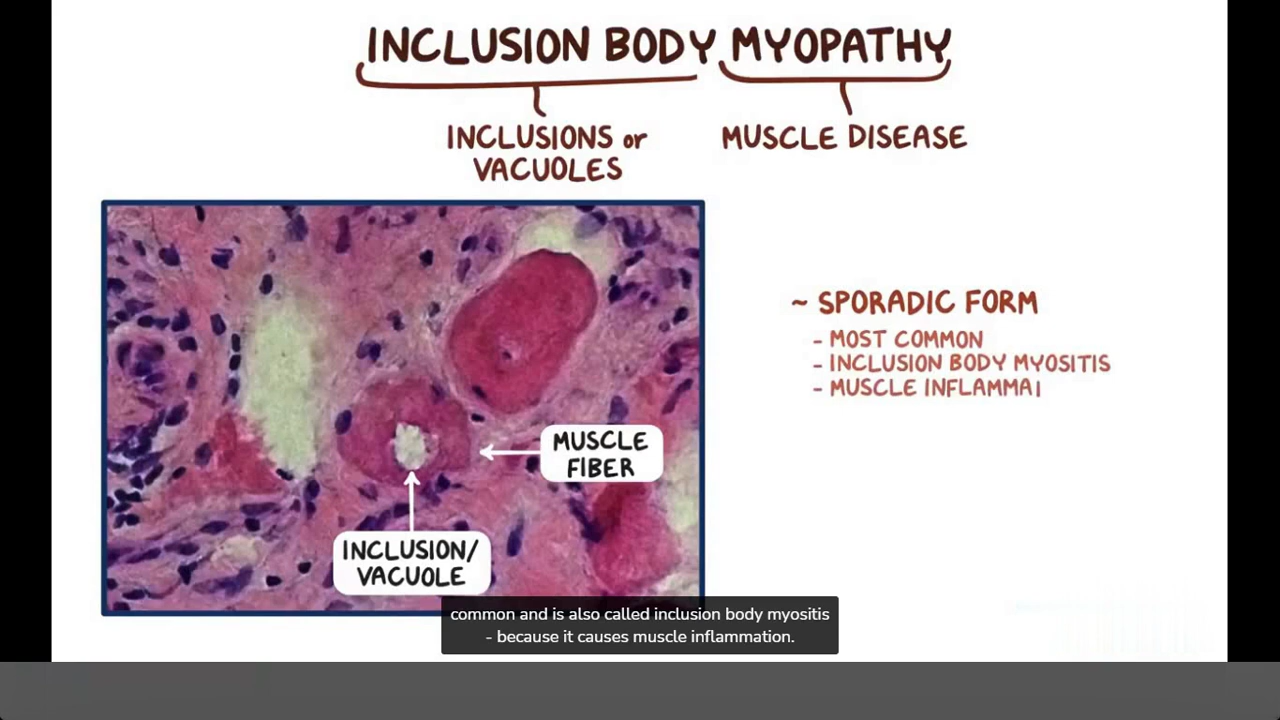 INCLUSION BODY MYOPATHY
INCLUSIONS or
VACUOLES
MUSCLE DISEASE
~ SPORADIC FORM
- MOST COMMON
- INCLUSION BODY MYOSITIS
- MUSCLE INFLAMMA
MUSCLE
FIBER
INCLUSION/
VACUOLE
common and is also called inclusion body myositis
- because it causes muscle inflammation.